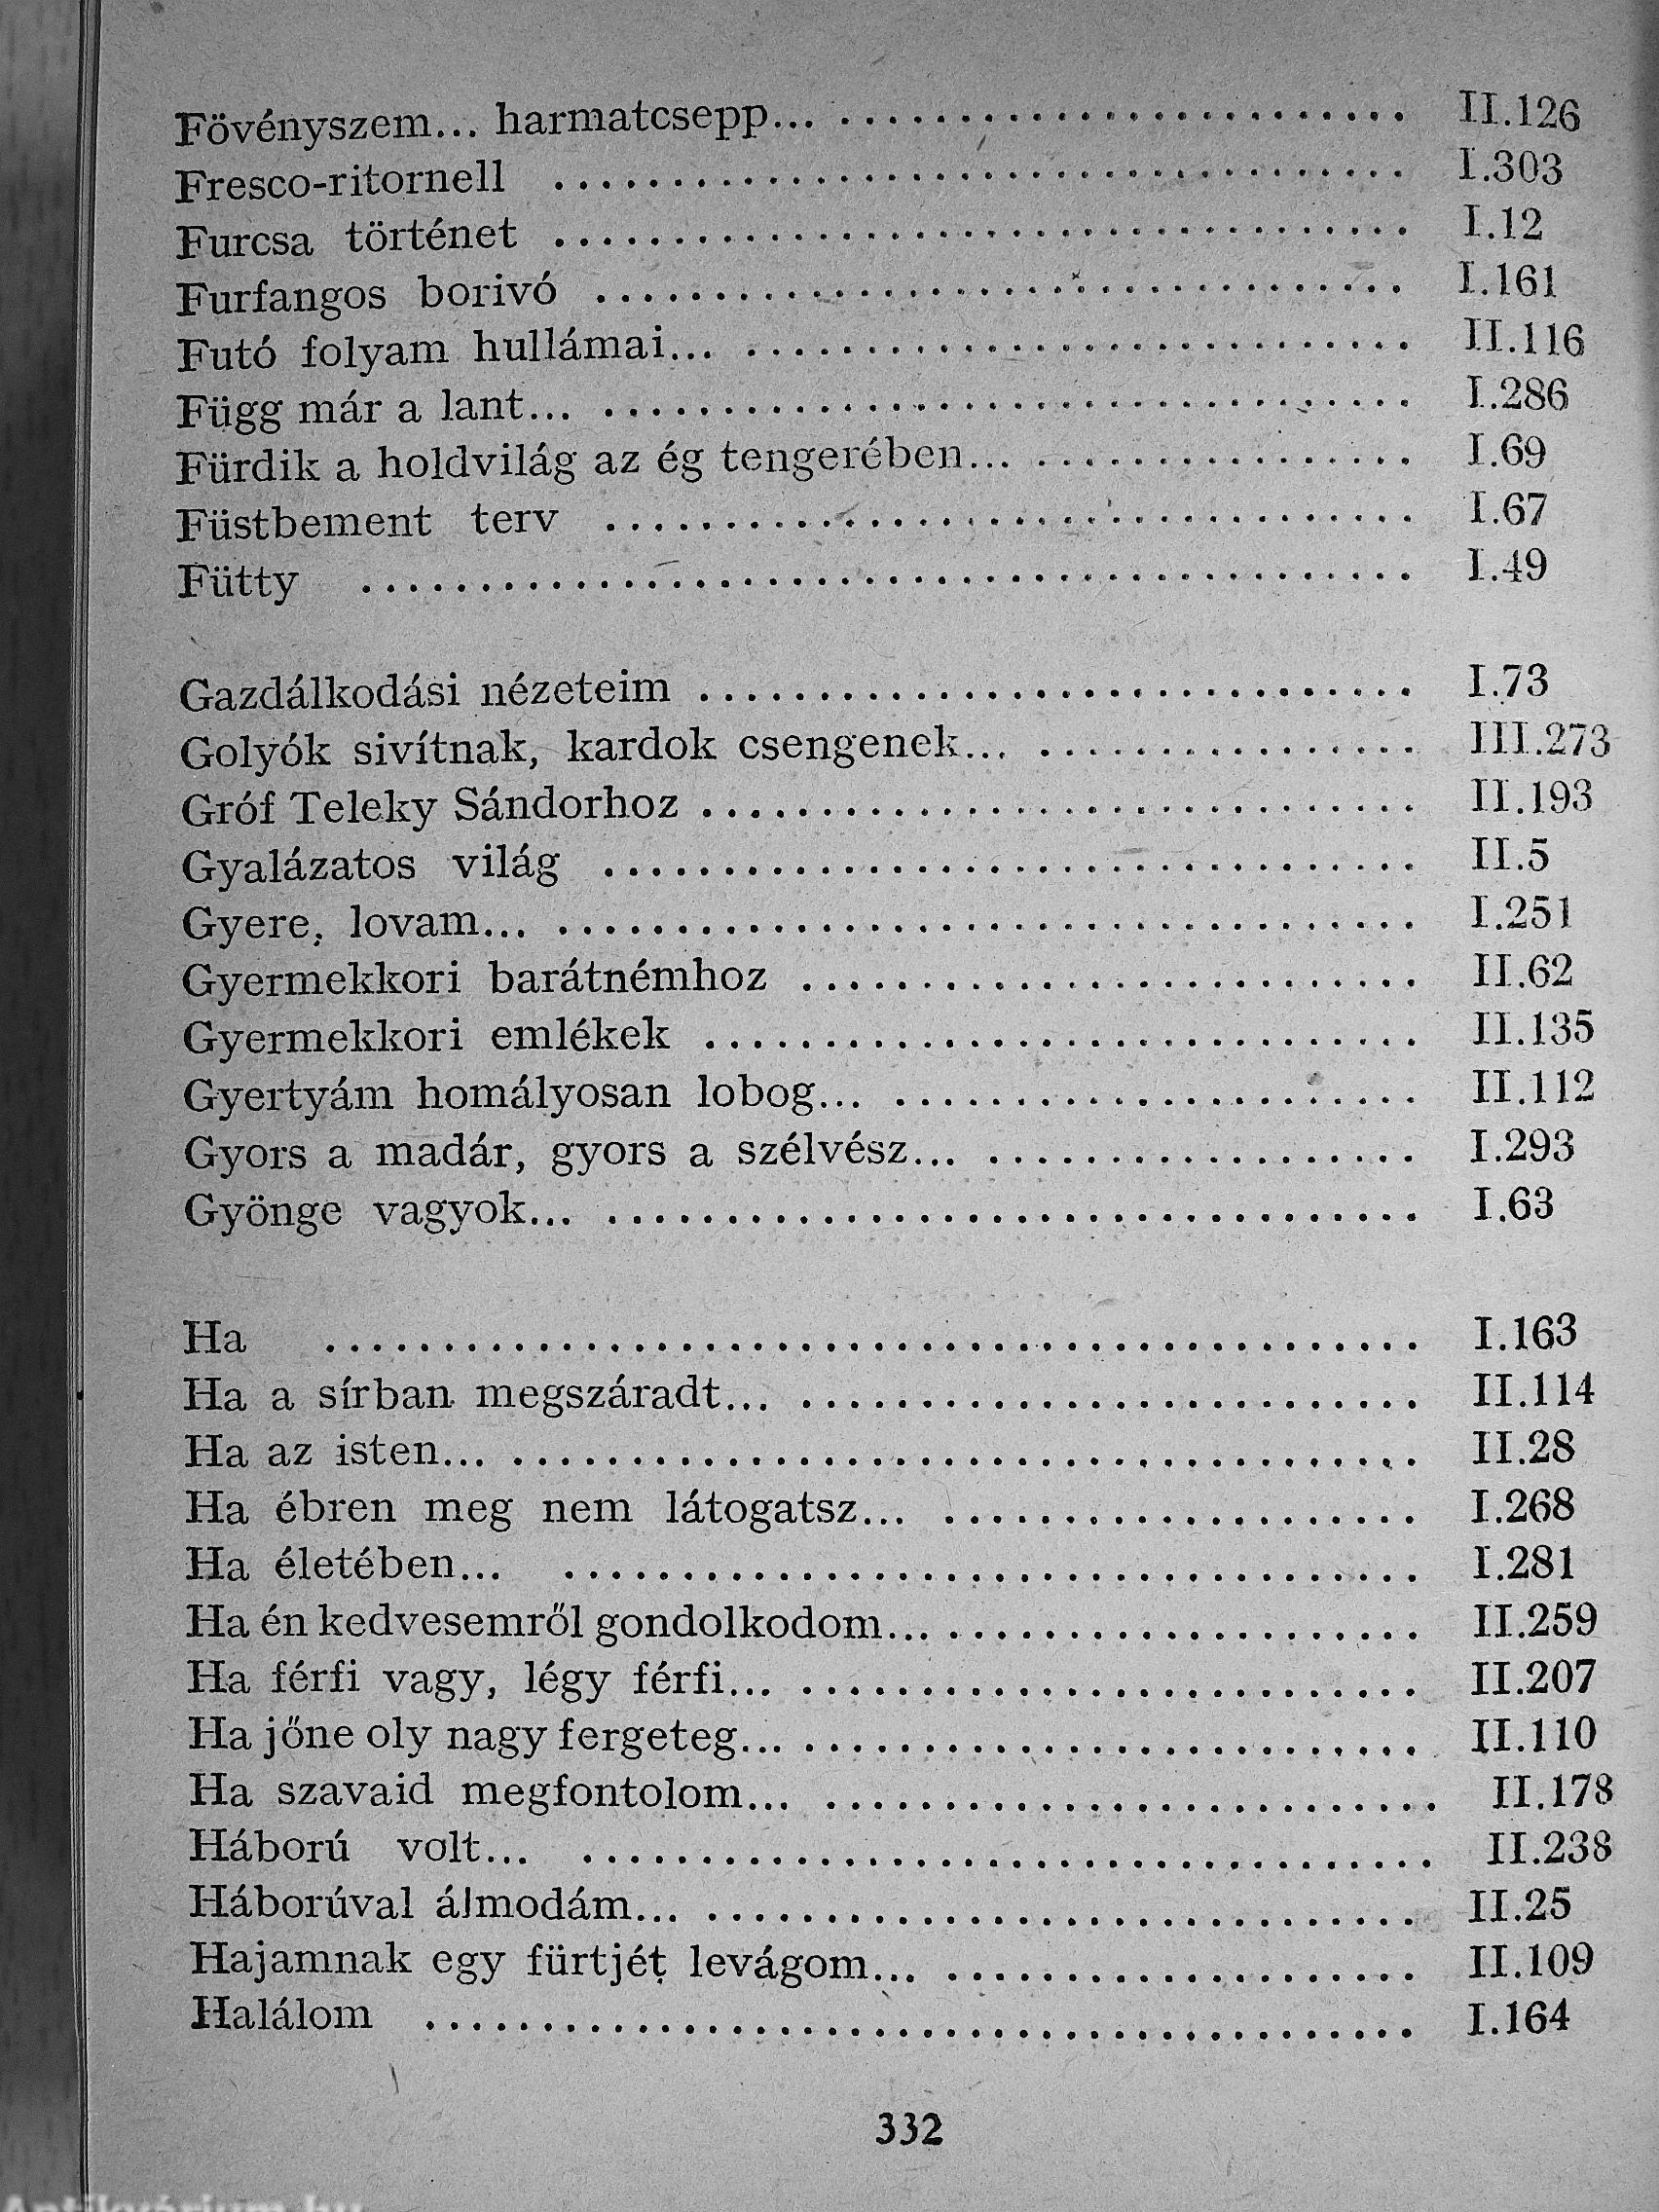 Fövényszem... harmatcsepp... ........................ II.126
Fresco-ritornell .................................... I.303
Furcsa történet .................................... I.12
Furfangos borivó .................................. I.161
Futó folyam hullámai... ............................ II.116
Függ már a lant... .................................. I.286
Fürdik a holdvilág az ég tengerében... ................ I.69
Füstbement terv .................................. I.67
Fütty ............................................ I.49
Gazdálkodási nézeteim .............................. I.73
Golyók sivítnak, kardok csengenek... ................ III.273
Gróf Teleky Sándorhoz .............................. II.193
Gyalázatos világ .................................. II.5
Gyere, lovam... .................................... I.251
Gyermekkori barátnémhoz .......................... II.62
Gyermekkori emlékek .............................. II.135
Gyertyám homályosan lobog... ...................... II.112
Gyors a madár, gyors a szélvész... .................. I.293
Gyönge vagyok... .................................. I.63
Ha .............................................. I.163
Ha a sírban megszáradt... .......................... II.114
Ha az isten... ...................................... II.28
Ha ébren meg nem látogatsz... .................... I.268
Ha életében... .................................... I.281
Ha én kedvesemről gondolkodom... .................... II.259
Ha férfi vagy, légy férfi... .......................... II.207
Ha jőne oly nagy fergeteg... .......................... II.110
Ha szavaid megfontolom... .......................... II.178
Háború volt... .................................... II.238
Háborúval álmodám... .............................. II.25
Hajamnak egy fürtjét levágom... .................... II.109
Halálom .......................................... I.164
332
Antikvárium.hu